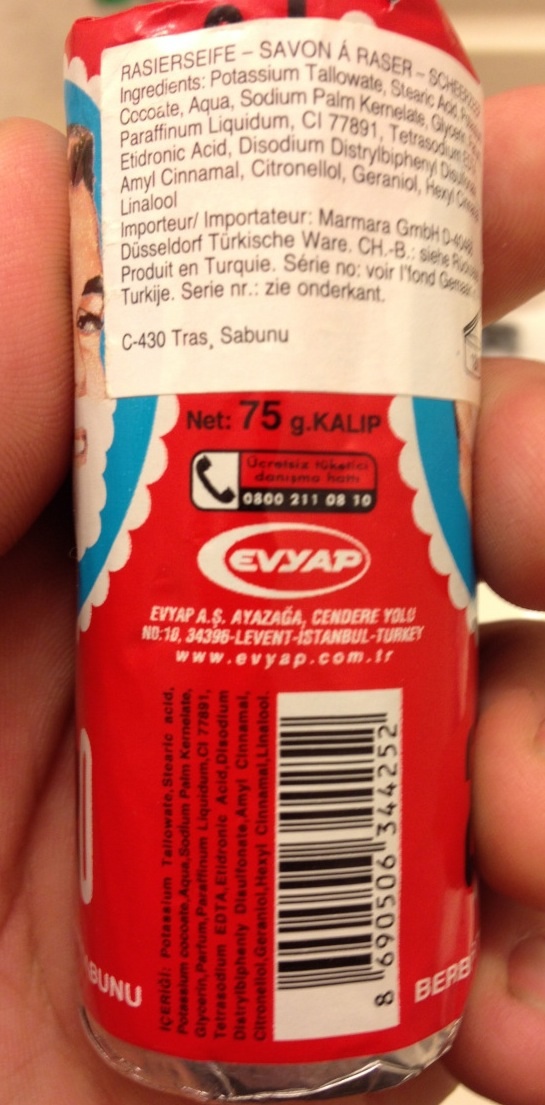 RASIERSEIFE – SAVON Á RASER –
Ingredients: Potassium Tallowate, Stearic Acid,
Cocoate, Aqua, Sodium Palm Kernelate,
Paraffinum Liquidum, CI 77891, Tetrasodium
Etidronic Acid, Disodium Distrylbiphenyl
Amyl Cinnamal, Citronellol, Geraniol, Hexyl
Linalool
Importeur/ Importateur: Marmara GmbH
Düsseldorf Türkische Ware. CH.-B.: siehe
Produit en Turquie. Série no: voir l'fond
Turkije. Serie nr.: zie onderkant.
C-430 Tras¸ Sabunu
Net: 75 g.KALIP
Ücretsiz tüketici
danışma hattı
0800 211 08 10
EVYAP
EVYAP A.Ş. AYAZAĞA, CENDERE YOLU
NO:10, 34396-LEVENT-İSTANBUL-TURKEY
www.evyap.com.tr
İÇERİĞİ: Potassium Tallowate,Stearic acid,
Potassium cocoate,Aqua,Sodium Palm Kernelate,
Glycerin,Parfum,Paraffinum Liquidum,CI 77891,
Tetrasodium EDTA,Etidronic Acid,Disodium
Distrylbiphenly Disulfonate,Amyl Cinnamal,
Citronellol,Geraniol,Hexyl Cinnamal,Linalool.
8 690506 344252